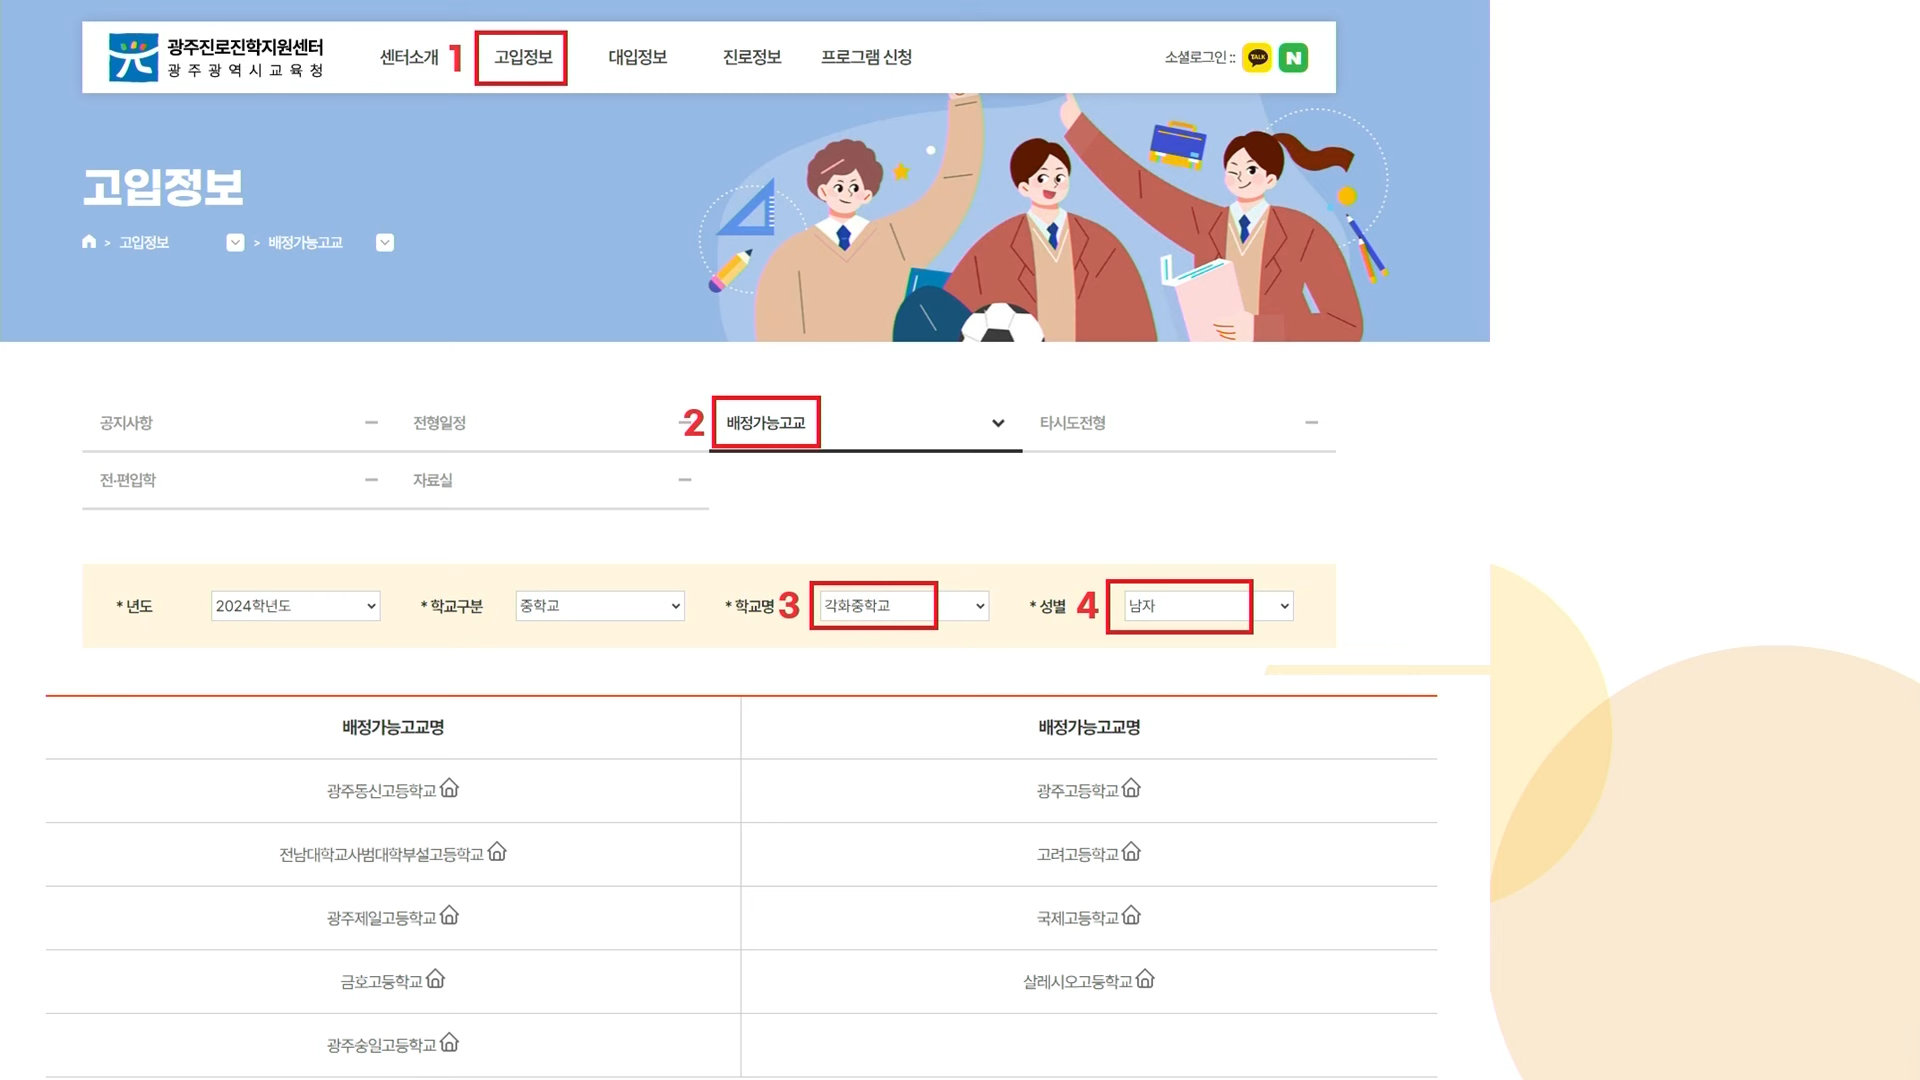 광주진로진학지원센터
광주광역시교육청
센터소개 1 고입정보 대입정보 진로정보 프로그램 신청 소셜로그인 :: TALK N
고입정보
> 고입정보 > 배정가능고교
공지사항 전형일정 2 배정가능고교 타시도전형
전·편입학 자료실
* 년도 2024학년도 * 학교구분 중학교 * 학교명 3 각화중학교 * 성별 4 남자
배정가능고교명 배정가능고교명
광주동신고등학교 광주고등학교
전남대학교사범대학부설고등학교 고려고등학교
광주제일고등학교 국제고등학교
금호고등학교 살레시오고등학교
광주숭일고등학교